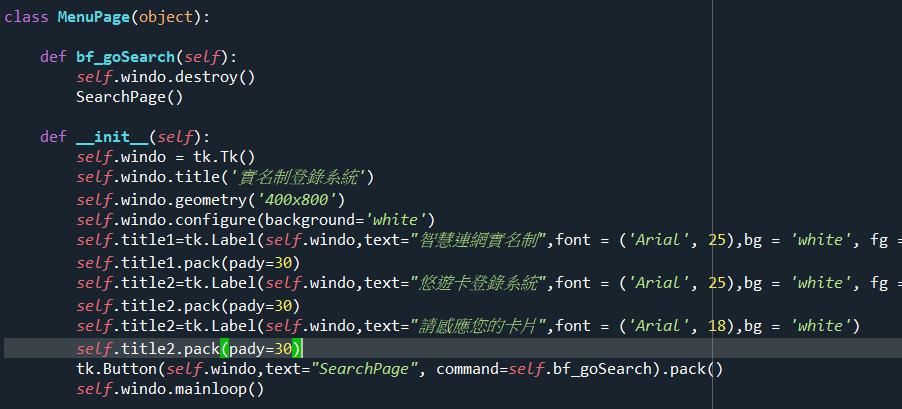 class MenuPage(object):
def bf_goSearch(self):
self.windo.destroy()
SearchPage()
def __init__(self):
self.windo = tk.Tk()
self.windo.title('實名制登錄系統')
self.windo.geometry('400x800')
self.windo.configure(background='white')
self.title1=tk.Label(self.windo,text="智慧連網實名制",font = ('Arial', 25),bg = 'white', fg =
self.title1.pack(pady=30)
self.title2=tk.Label(self.windo,text="悠遊卡登錄系統",font = ('Arial', 25),bg = 'white', fg =
self.title2.pack(pady=30)
self.title2=tk.Label(self.windo,text="請感應您的卡片",font = ('Arial', 18),bg = 'white')
self.title2.pack(pady=30)
tk.Button(self.windo,text="SearchPage", command=self.bf_goSearch).pack()
self.windo.mainloop()